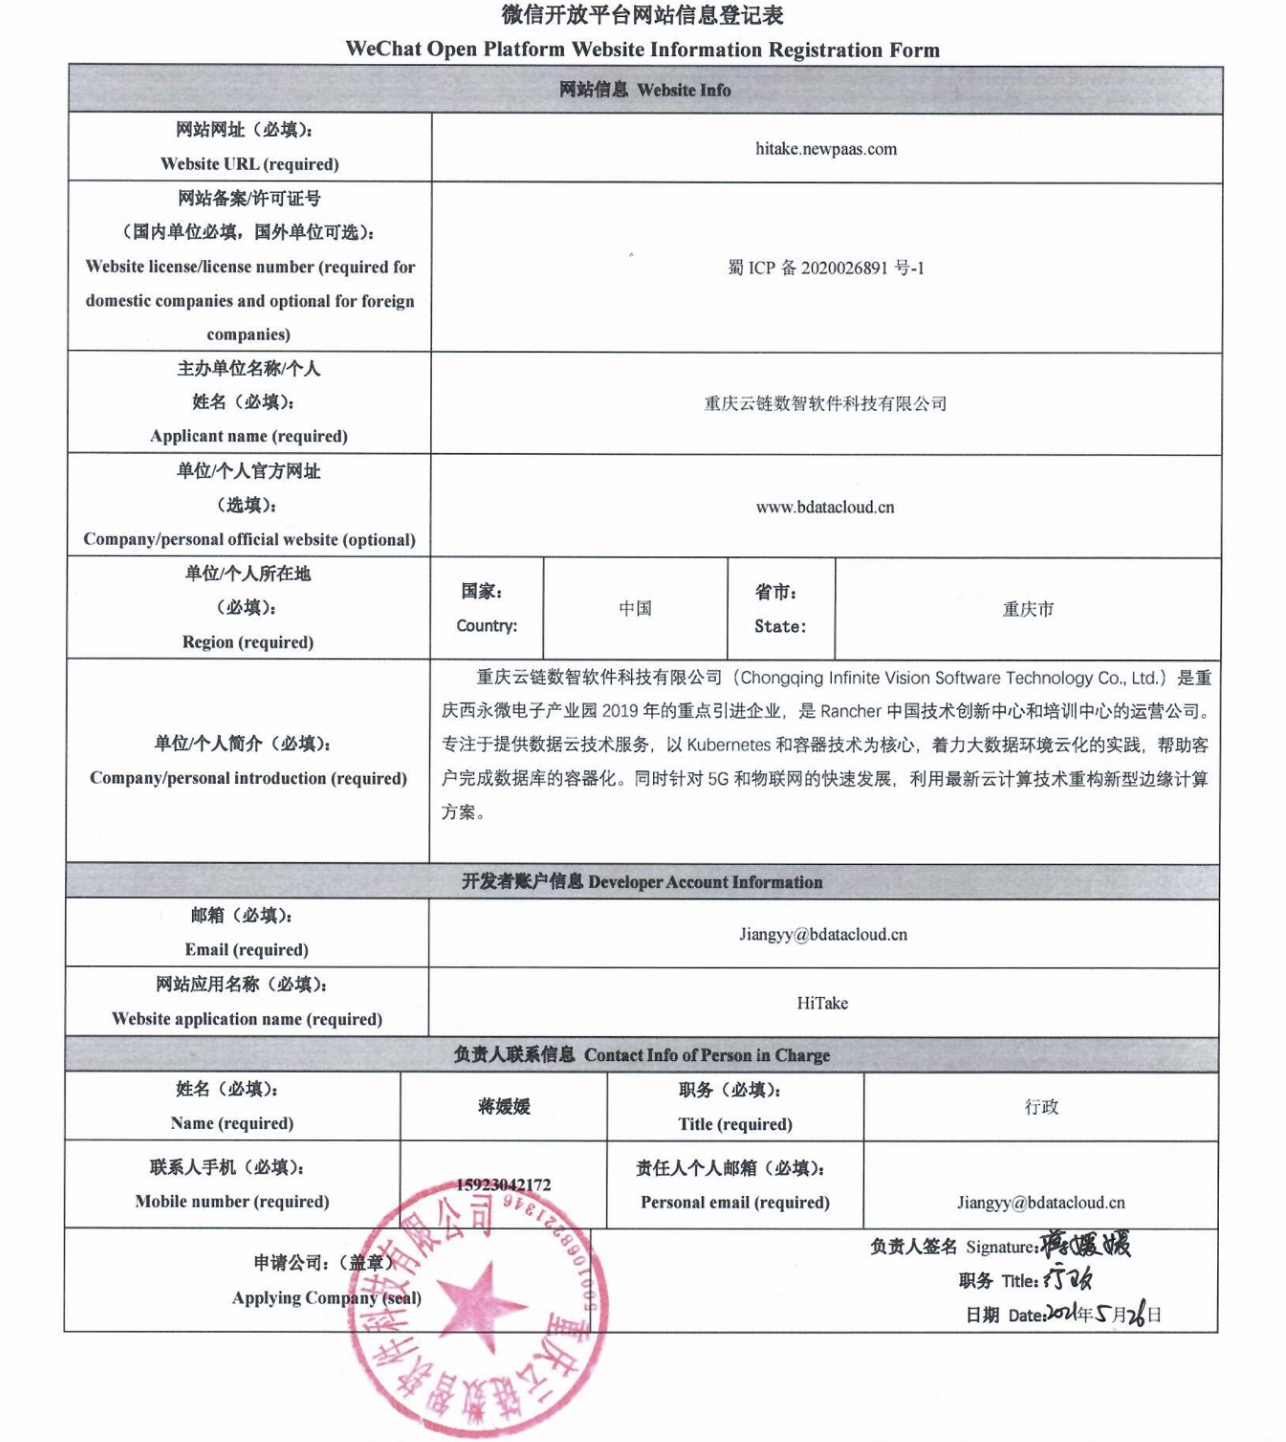 微信开放平台网站信息登记表
WeChat Open Platform Website Information Registration Form
网站信息 Website Info
网站网址（必填）：
Website URL (required)
hitake.newpaas.com
网站备案/许可证号
（国内单位必填，国外单位可选）：
Website license/license number (required for
domestic companies and optional for foreign
companies)
蜀 ICP 备 2020026891 号-1
主办单位名称/个人
姓名（必填）：
Applicant name (required)
重庆云链数智软件科技有限公司
单位/个人官方网址
（选填）：
Company/personal official website (optional)
www.bdatacloud.cn
单位/个人所在地
（必填）：
Region (required)
国家：
Country:
中国
省市：
State:
重庆市
单位/个人简介（必填）：
Company/personal introduction (required)
重庆云链数智软件科技有限公司（Chongqing Infinite Vision Software Technology Co., Ltd.）是重
庆西永微电子产业园 2019 年的重点引进企业，是 Rancher 中国技术创新中心和培训中心的运营公司。
专注于提供数据云技术服务，以 Kubernetes 和容器技术为核心，着力大数据环境云化的实践，帮助客
户完成数据库的容器化。同时针对 5G 和物联网的快速发展，利用最新云计算技术重构新型边缘计算
方案。
开发者账户信息 Developer Account Information
邮箱（必填）：
Email (required)
Jiangyy@bdatacloud.cn
网站应用名称（必填）：
Website application name (required)
HiTake
负责人联系信息 Contact Info of Person in Charge
姓名（必填）：
Name (required)
蒋媛媛
职务（必填）：
Title (required)
行政
联系人手机（必填）：
Mobile number (required)
15923042172
责任人个人邮箱（必填）：
Personal email (required)
Jiangyy@bdatacloud.cn
申请公司：（盖章）
Applying Company (seal)
重庆云链数智软件科技有限公司
负责人签名 Signature:蒋媛媛
职务 Title:行政
日期 Date:2021年5月26日